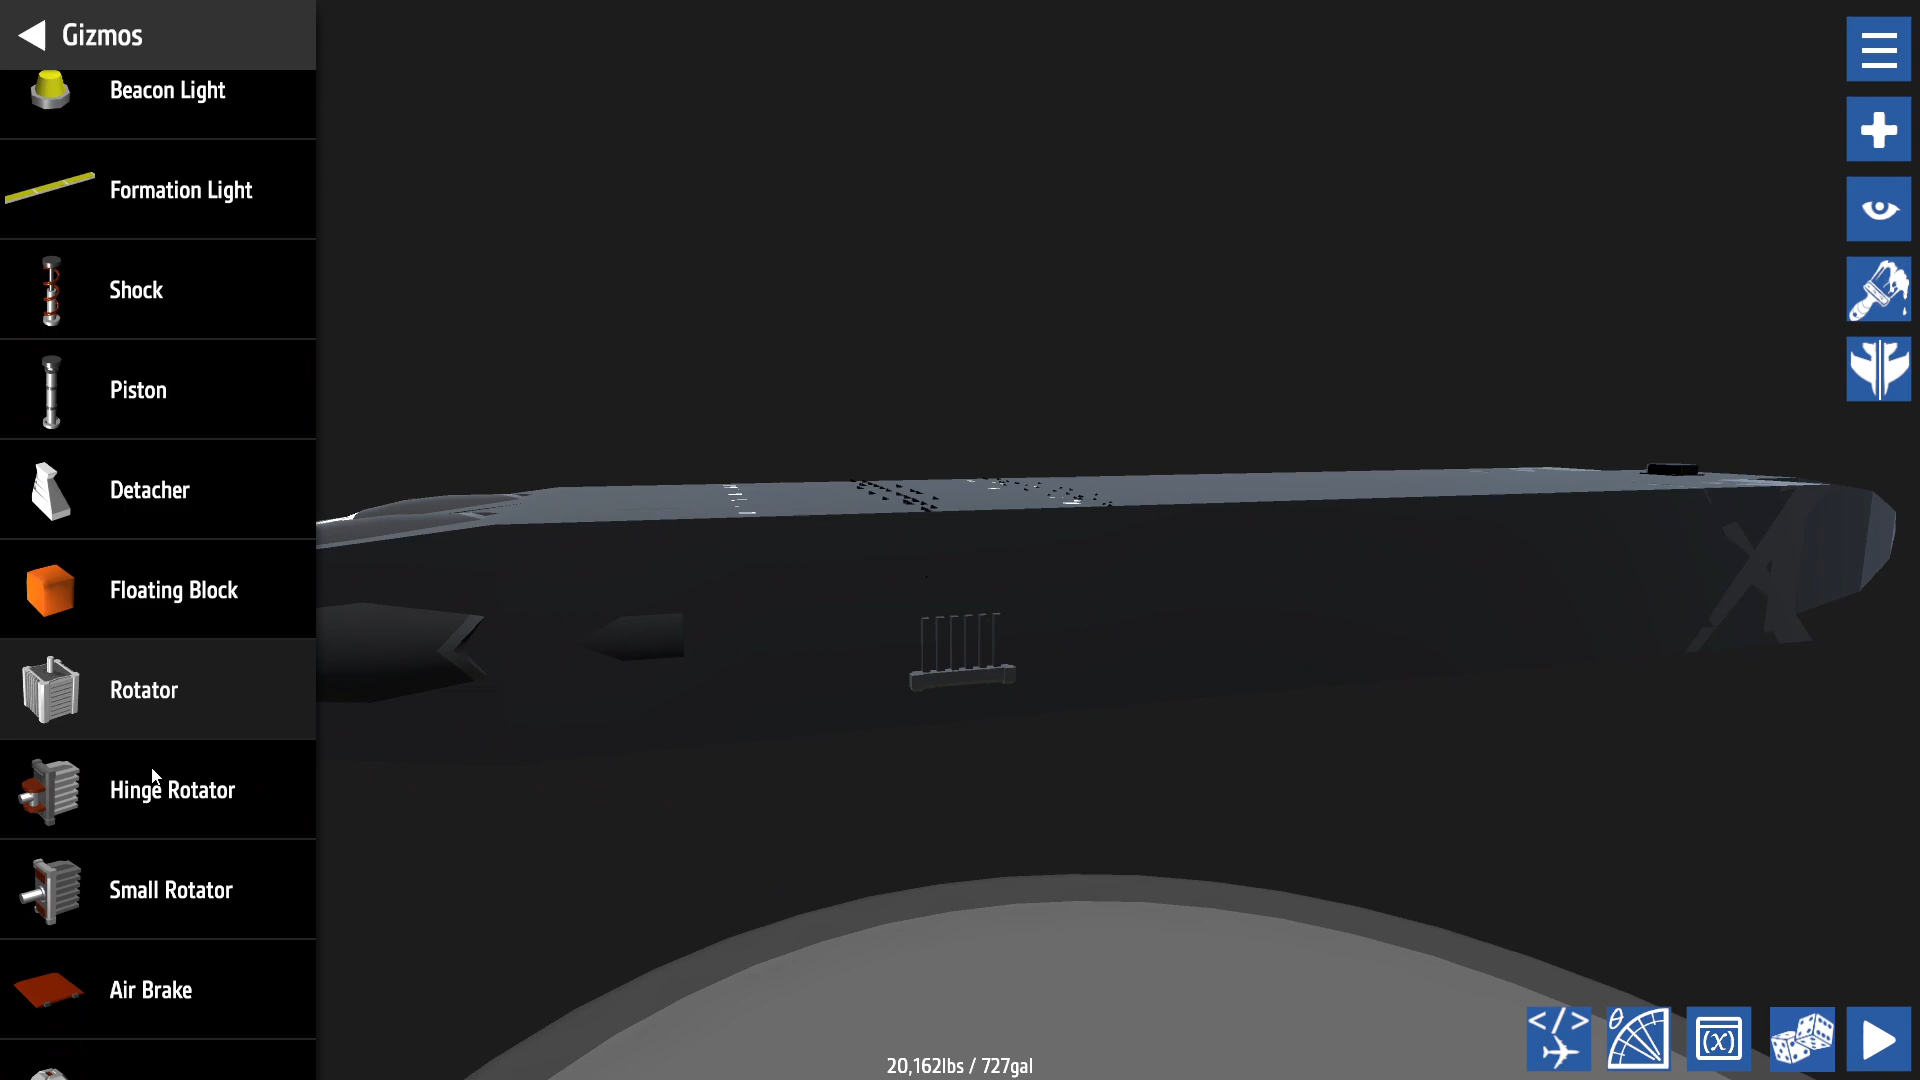 Gizmos
Beacon Light
Formation Light
Shock
Piston
Detacher
Floating Block
Rotator
Hinge Rotator
Small Rotator
Air Brake
</>
θ
(x)
20,162lbs / 727gal